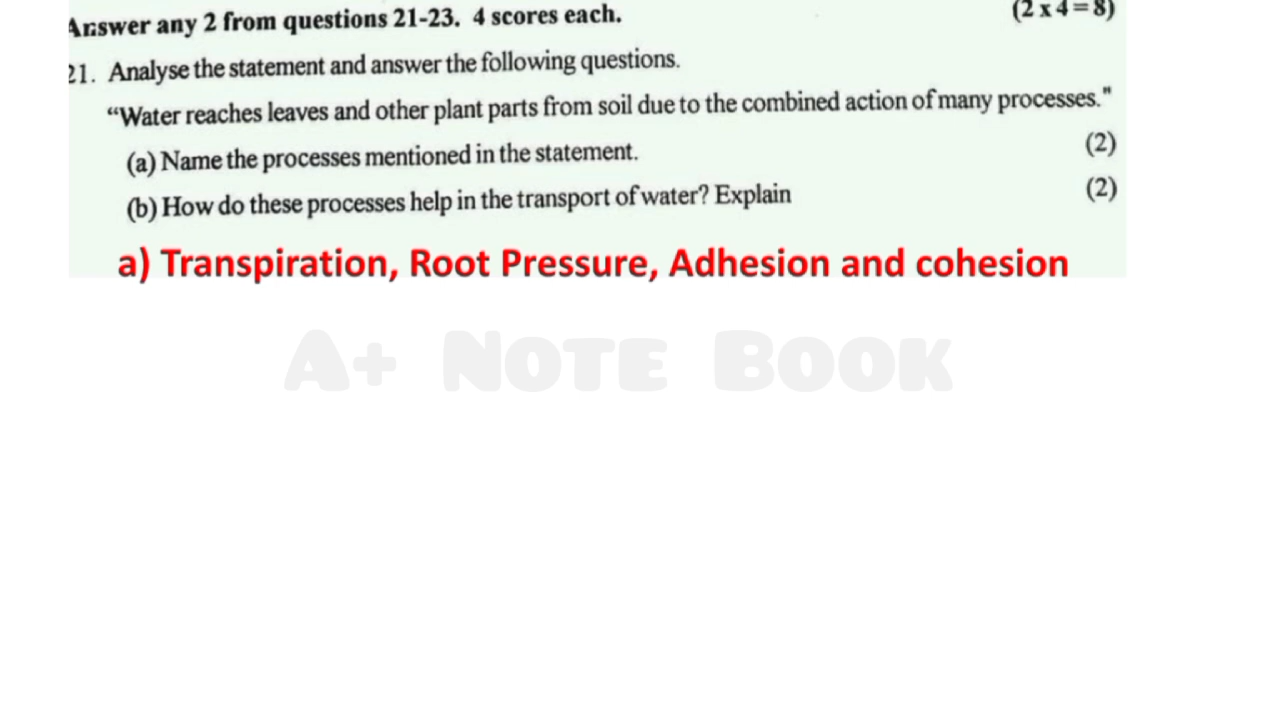 Answer any 2 from questions 21-23. 4 scores each. (2 x 4 = 8)
21. Analyse the statement and answer the following questions.
“Water reaches leaves and other plant parts from soil due to the combined action of many processes."
(a) Name the processes mentioned in the statement. (2)
(b) How do these processes help in the transport of water? Explain (2)
a) Transpiration, Root Pressure, Adhesion and cohesion
A+ Note Book